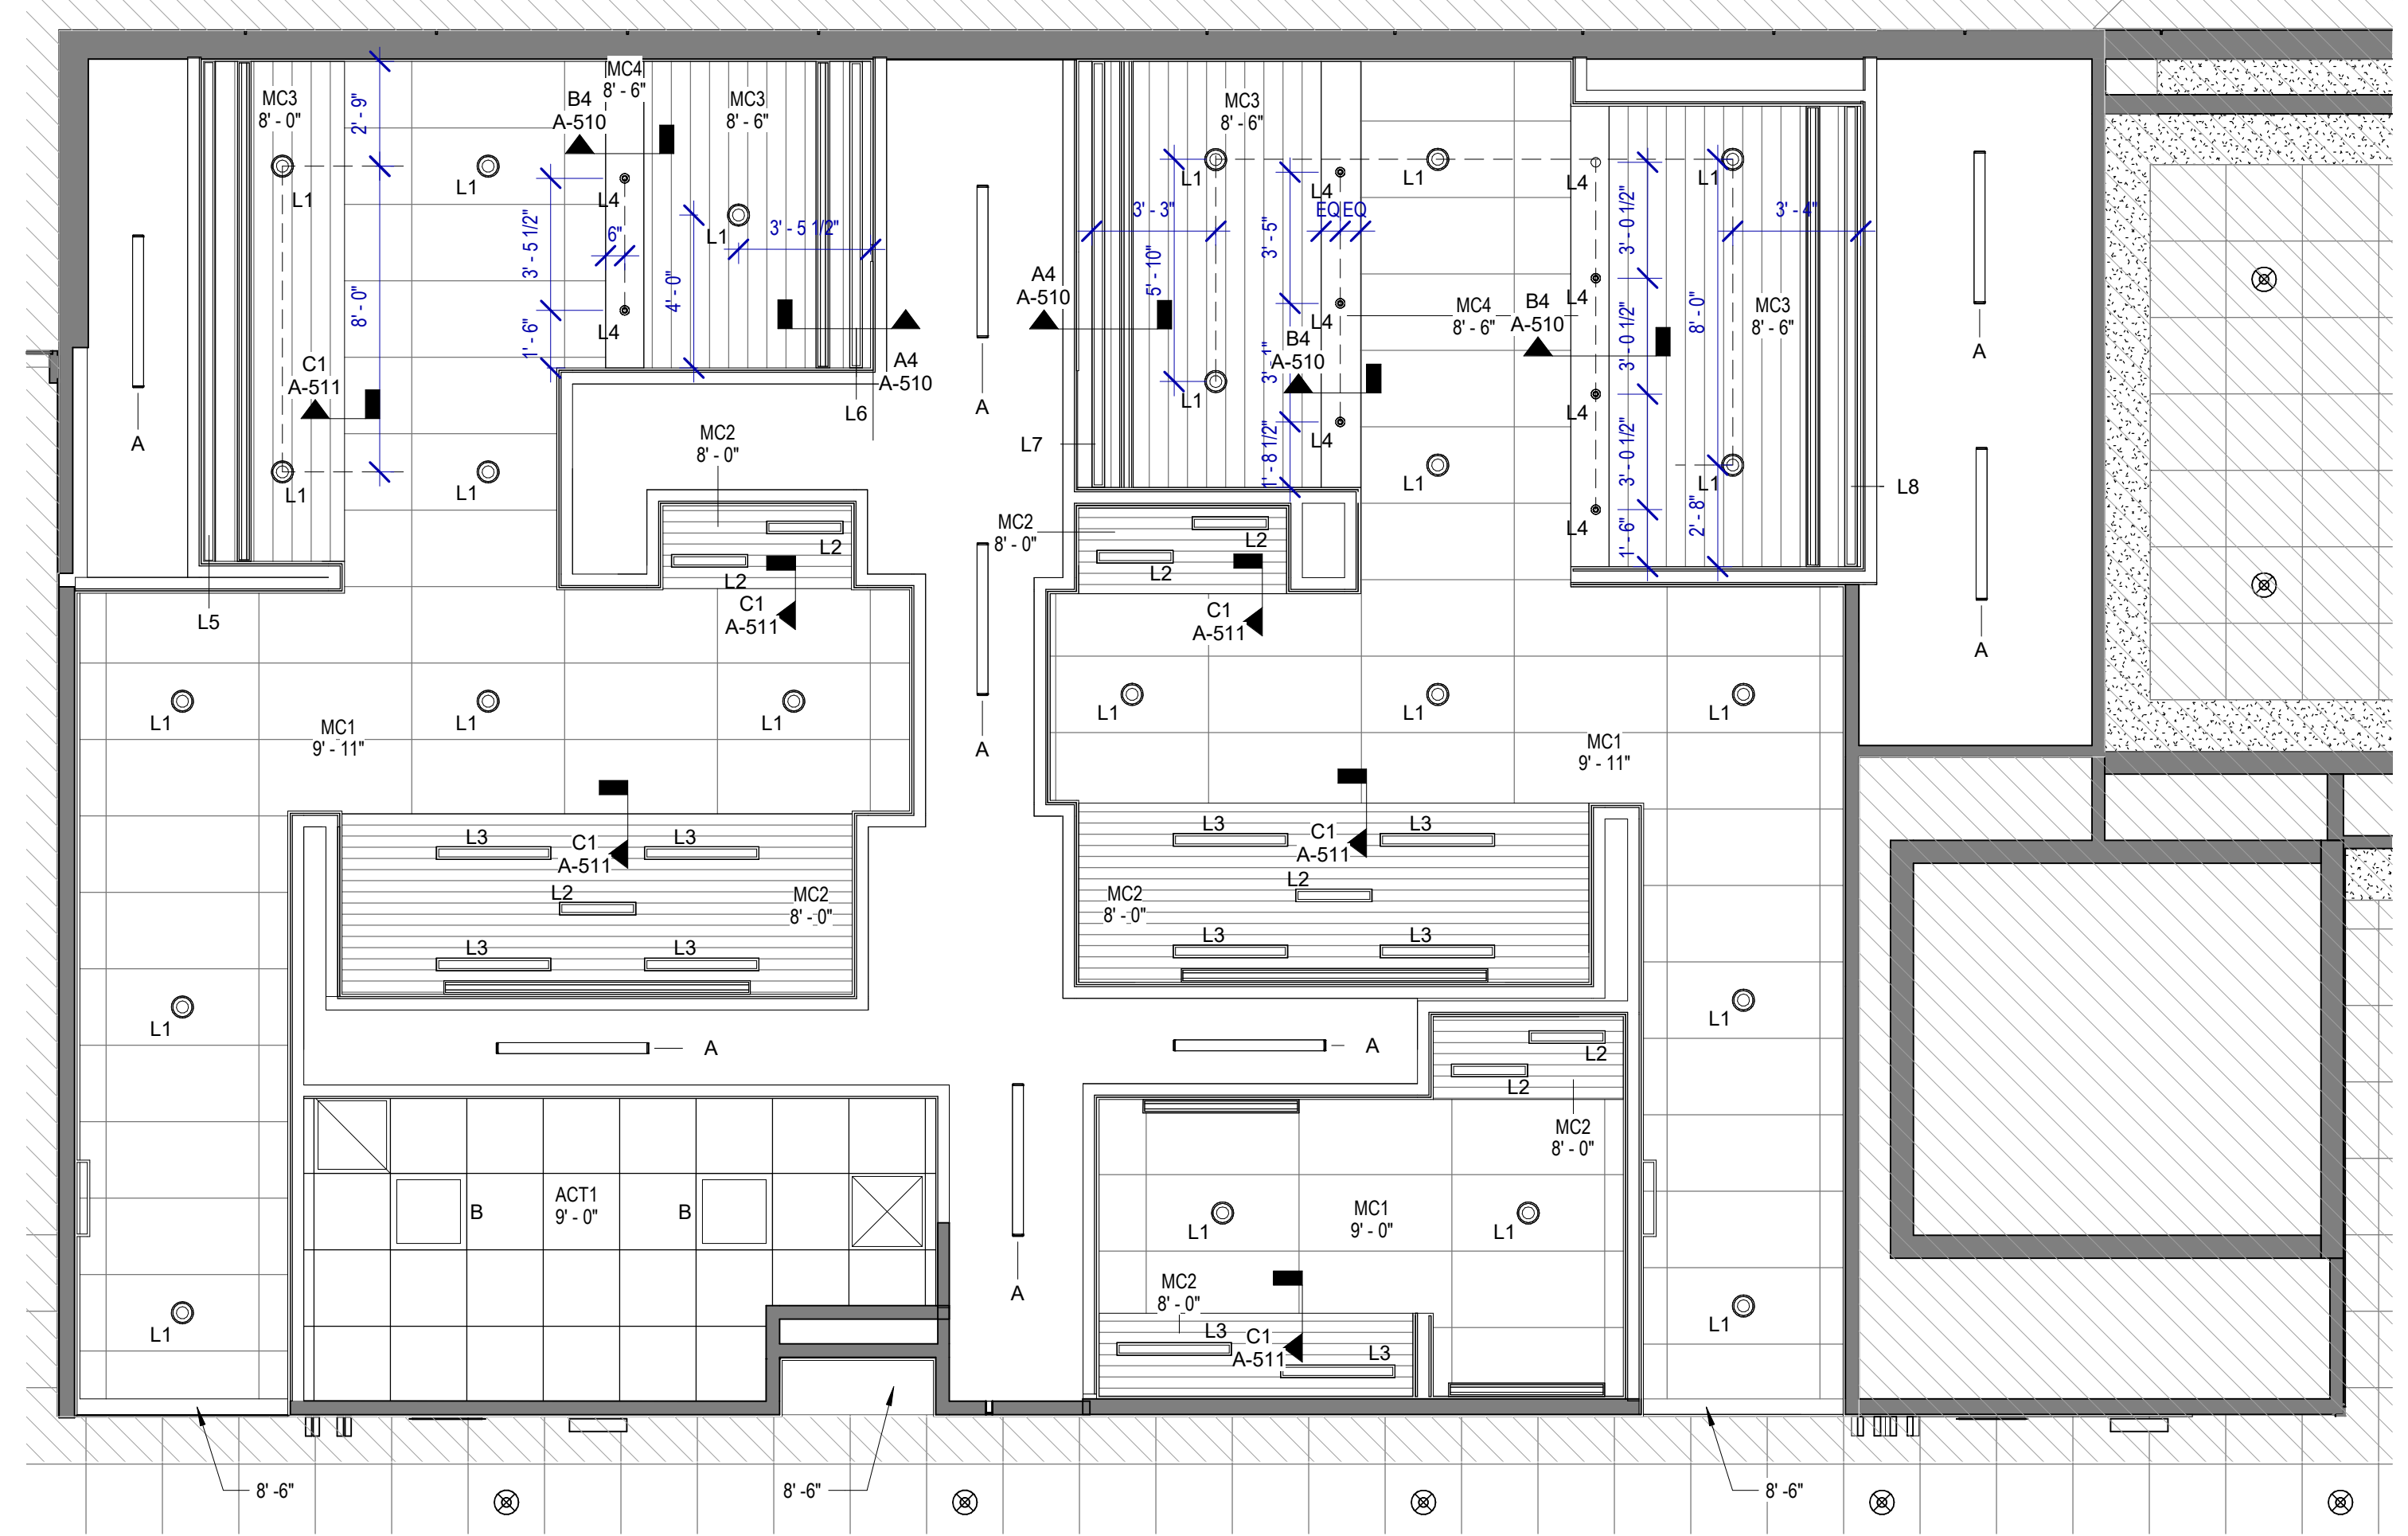 MC4
8' - 6"
MC3
8' - 0"
B4
A-510
MC3
8' - 6"
MC3
8' - 6"
2' - 9"
L1
L1
L4
L1
3' - 5 1/2"
6"
3' - 5 1/2"
4' - 0"
8' - 0"
1' - 6"
L4
C1
A-511
L1
L1
A
A4
A-510
L6
MC2
8' - 0"
L2
L2
C1
A-511
L5
A4
A-510
A
L7
3' - 3"
L1
5' - 10"
L1
3' - 5"
L4
EQ
EQ
L4
B4
A-510
3' - 1"
L4
1' - 8 1/2"
L1
L1
MC4
8' - 6"
B4
A-510
L4
L4
L4
L4
3' - 0 1/2"
3' - 0 1/2"
3' - 0 1/2"
1' - 6"
L1
8' - 0"
3' - 4"
MC3
8' - 6"
L1
2' - 8"
L8
A
A
MC2
8' - 0"
L2
L2
C1
A-511
A
L1
L1
L1
MC1
9' - 11"
L1
L1
L1
MC1
9' - 11"
L3
C1
A-511
L3
L2
MC2
8' - 0"
L3
L3
L3
C1
A-511
L3
L2
MC2
8' - 0"
L3
L3
L1
L1
A
A
L2
L2
MC2
8' - 0"
ACT1
9' - 0"
B
B
L1
MC1
9' - 0"
L1
A
MC2
8' - 0"
L3
C1
A-511
L3
L1
L1
8' -6"
8' -6"
8' -6"